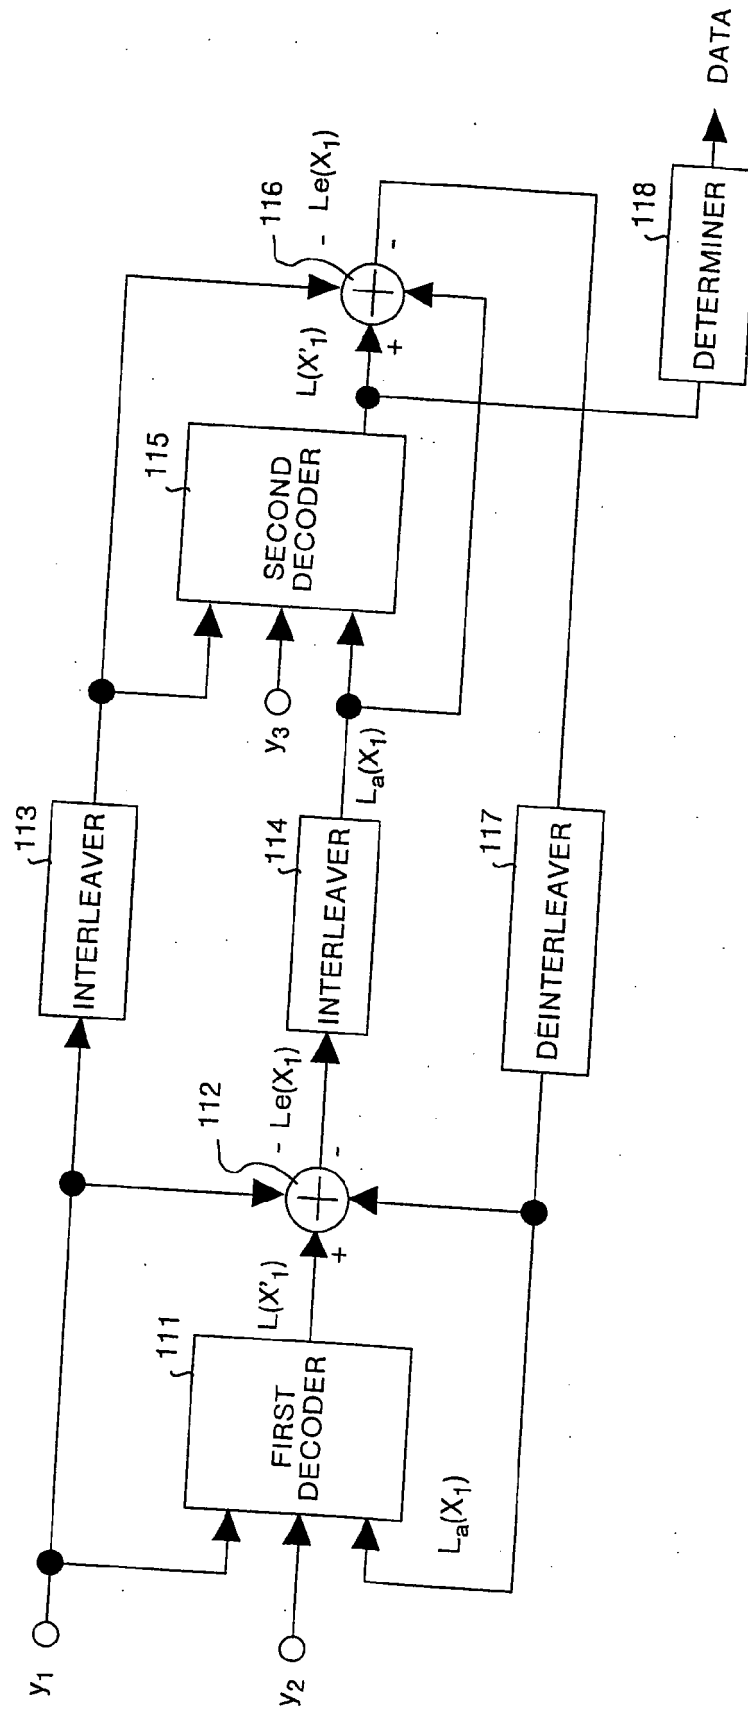 y1
y2
111
FIRST
DECODER
La(X1)
L(X'1)
+
112
- Le(X1)
-
113
INTERLEAVER
114
INTERLEAVER
La(X1)
117
DEINTERLEAVER
y3
115
SECOND
DECODER
L(X'1)
+
116
- Le(X1)
-
118
DETERMINER
DATA